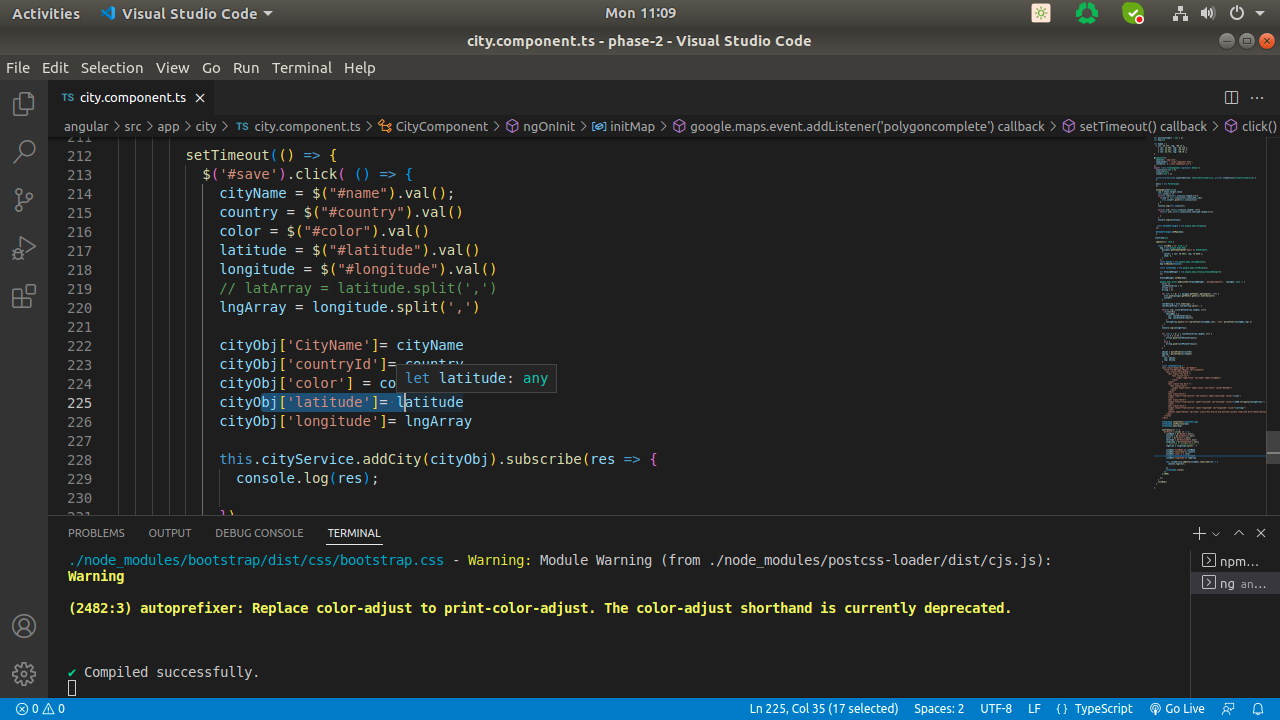 Activities Visual Studio Code Mon 11:09
city.component.ts - phase-2 - Visual Studio Code
File Edit Selection View Go Run Terminal Help
TS city.component.ts
angular > src > app > city > TS city.component.ts > CityComponent > ngOnInit > initMap > google.maps.event.addListener('polygoncomplete') callback > setTimeout() callback > click()
211
212 setTimeout(() => {
213 $('#save').click( () => {
214 cityName = $("#name").val();
215 country = $("#country").val()
216 color = $("#color").val()
217 latitude = $("#latitude").val()
218 longitude = $("#longitude").val()
219 // latArray = latitude.split(',')
220 lngArray = longitude.split(',')
221
222 cityObj['CityName']= cityName
223 cityObj['countryId']= country
224 cityObj['color'] = co
let latitude: any
225 cityObj['latitude']= latitude
226 cityObj['longitude']= lngArray
227
228 this.cityService.addCity(cityObj).subscribe(res => {
229 console.log(res);
230
231 })
PROBLEMS OUTPUT DEBUG CONSOLE TERMINAL
./node_modules/bootstrap/dist/css/bootstrap.css - Warning: Module Warning (from ./node_modules/postcss-loader/dist/cjs.js):
Warning
(2482:3) autoprefixer: Replace color-adjust to print-color-adjust. The color-adjust shorthand is currently deprecated.
✔ Compiled successfully.
npm...
ng an...
0 0 Ln 225, Col 35 (17 selected) Spaces: 2 UTF-8 LF { } TypeScript Go Live